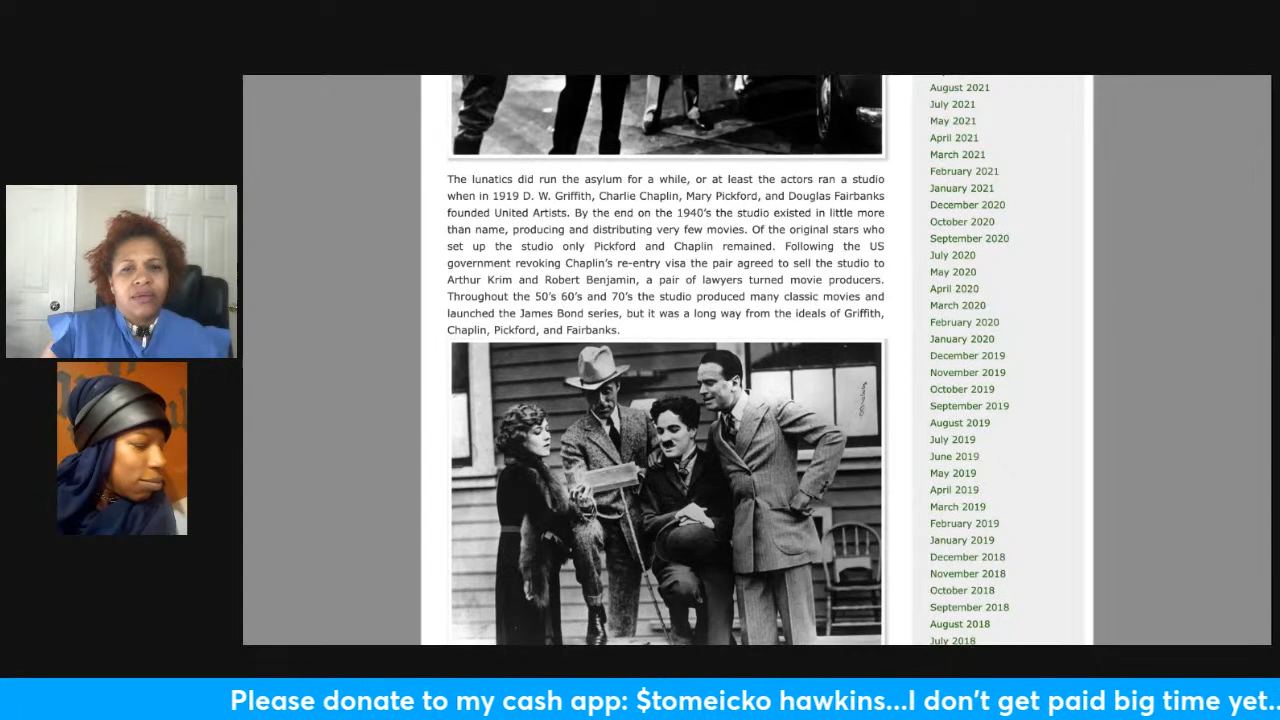 The lunatics did run the asylum for a while, or at least the actors ran a studio
when in 1919 D. W. Griffith, Charlie Chaplin, Mary Pickford, and Douglas Fairbanks
founded United Artists. By the end on the 1940's the studio existed in little more
than name, producing and distributing very few movies. Of the original stars who
set up the studio only Pickford and Chaplin remained. Following the US
government revoking Chaplin's re-entry visa the pair agreed to sell the studio to
Arthur Krim and Robert Benjamin, a pair of lawyers turned movie producers.
Throughout the 50's 60's and 70's the studio produced many classic movies and
launched the James Bond series, but it was a long way from the ideals of Griffith,
Chaplin, Pickford, and Fairbanks.
August 2021
July 2021
May 2021
April 2021
March 2021
February 2021
January 2021
December 2020
October 2020
September 2020
July 2020
May 2020
April 2020
March 2020
February 2020
January 2020
December 2019
November 2019
October 2019
September 2019
August 2019
July 2019
June 2019
May 2019
April 2019
March 2019
February 2019
January 2019
December 2018
November 2018
October 2018
September 2018
August 2018
July 2018
Please donate to my cash app: $tomeicko hawkins...I don't get paid big time yet..